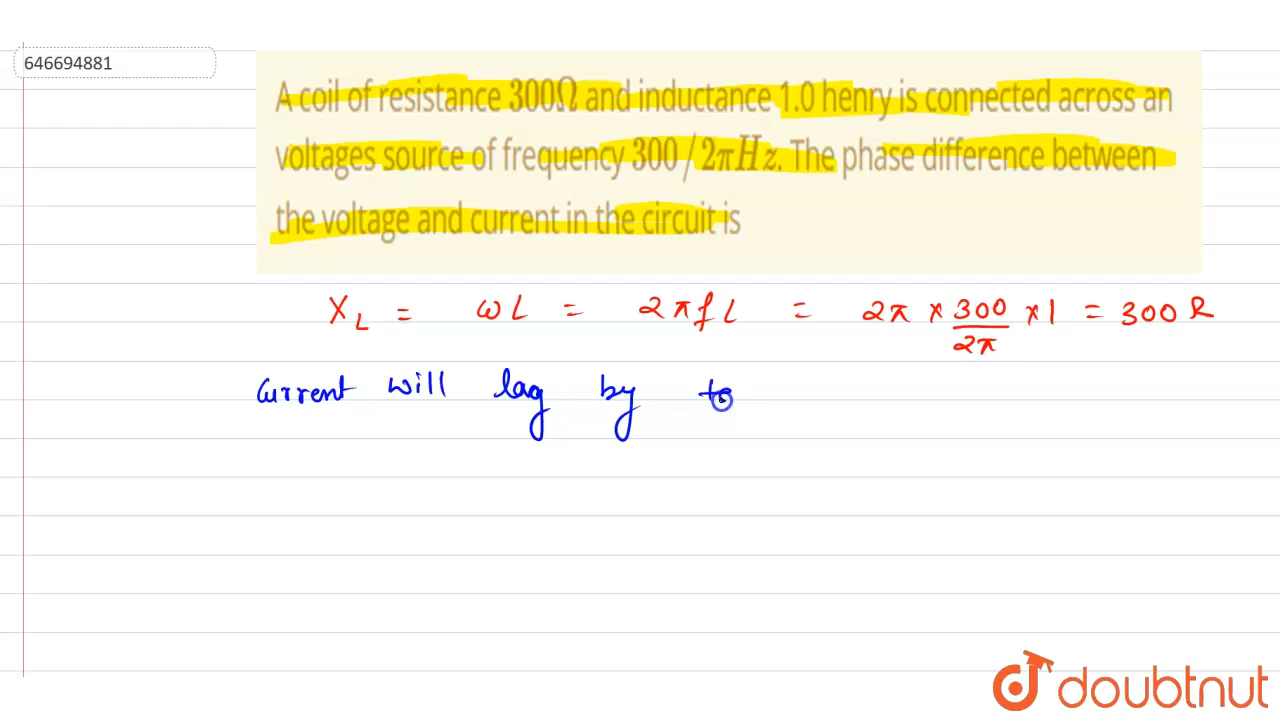 646694881
A coil of resistance 300Ω and inductance 1.0 henry is connected across an
voltages source of frequency 300/2πHz. The phase difference between
the voltage and current in the circuit is
X_L = ωL = 2πfL = 2π × 300/2π × 1 = 300 Ω
Current will lag by
doubtnut